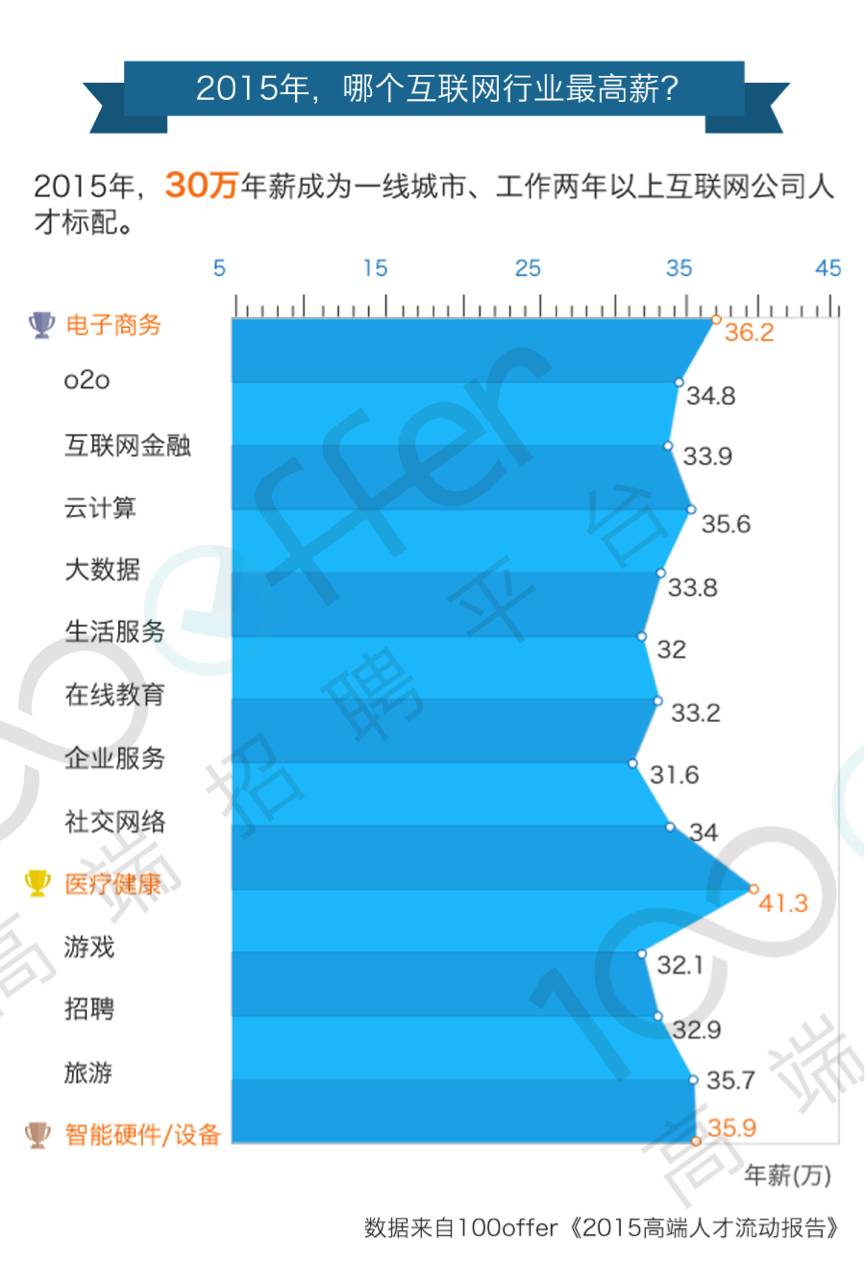 2015年，哪个互联网行业最高薪？
2015年，30万年薪成为一线城市、工作两年以上互联网公司人
才标配。
5 15 25 35 45
电子商务 36.2
o2o 34.8
互联网金融 33.9
云计算 35.6
大数据 33.8
生活服务 32
在线教育 33.2
企业服务 31.6
社交网络 34
医疗健康 41.3
游戏 32.1
招聘 32.9
旅游 35.7
智能硬件/设备 35.9
年薪(万)
数据来自100offer《2015高端人才流动报告》
100offer
高端招聘平台
100
高端